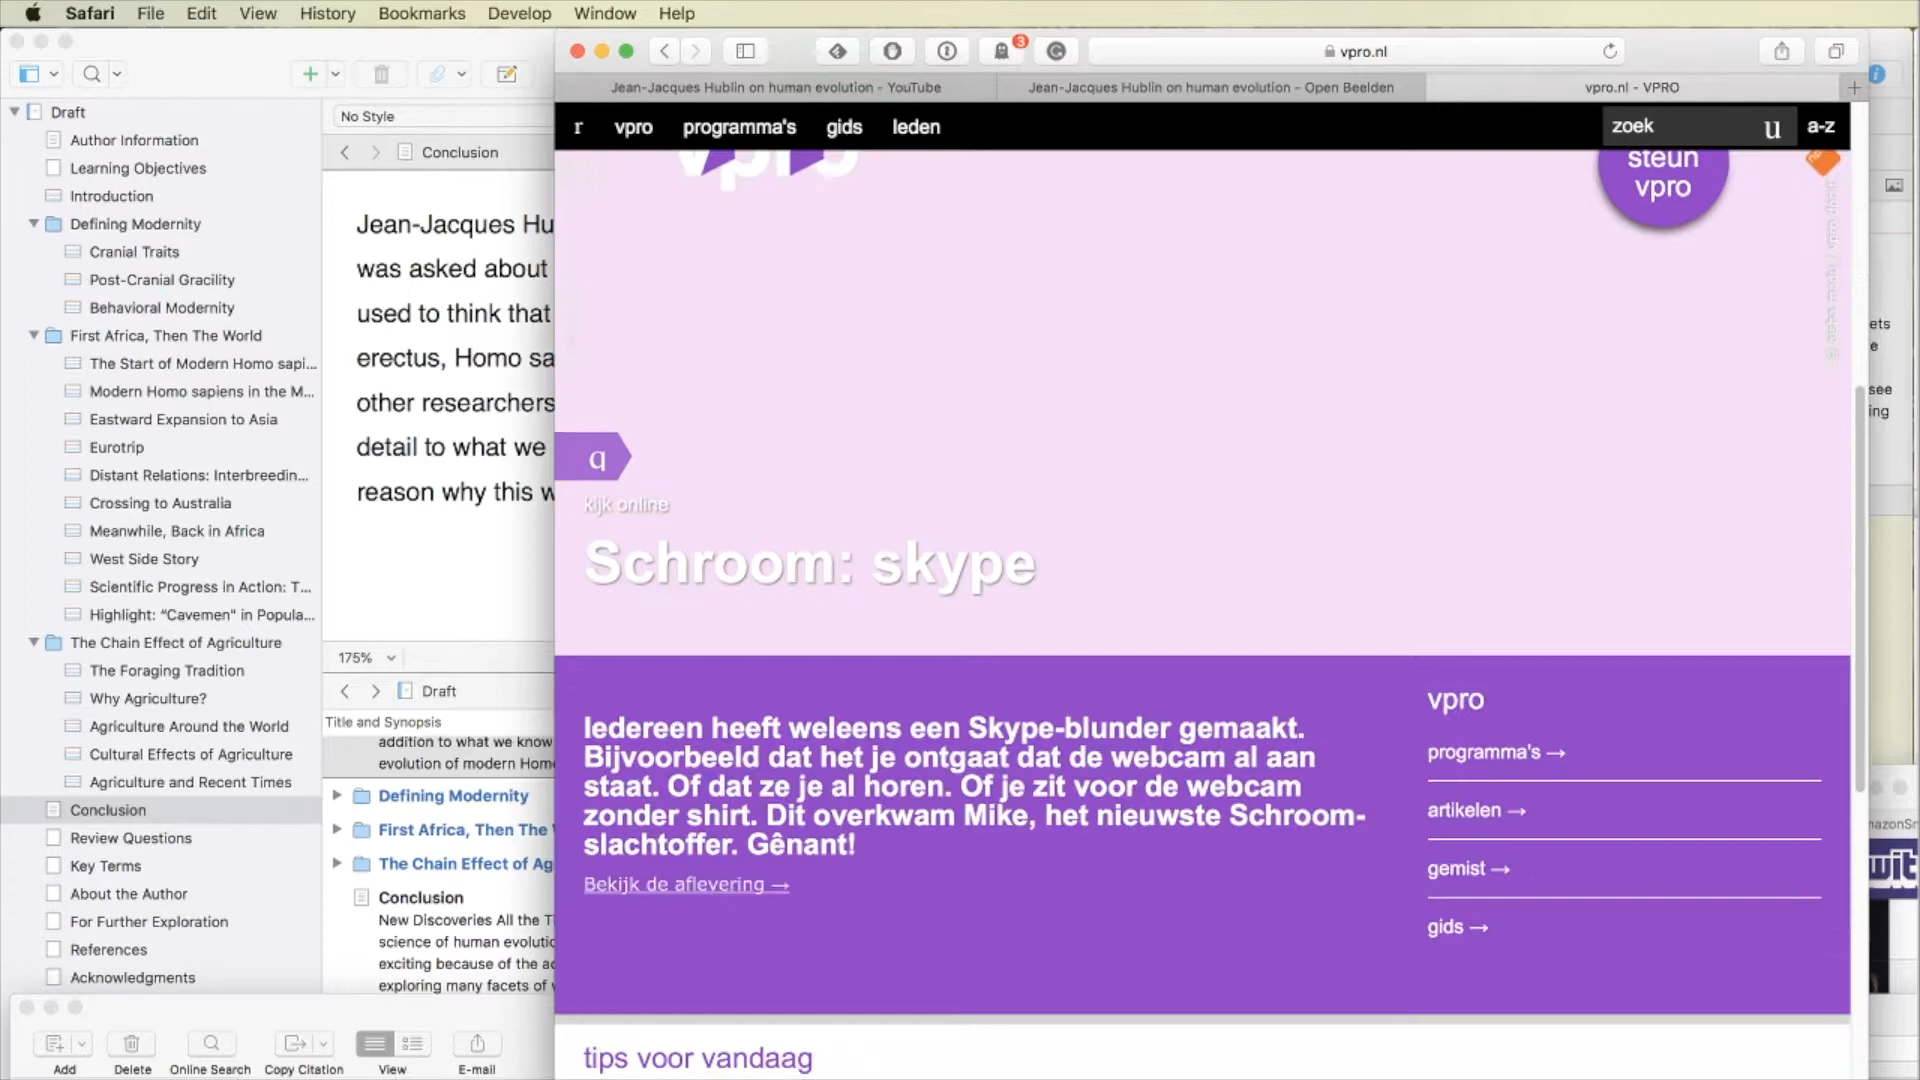 Safari File Edit View History Bookmarks Develop Window Help
3
vpro.nl
Jean-Jacques Hublin on human evolution - YouTube
Jean-Jacques Hublin on human evolution - Open Beelden
vpro.nl - VPRO
r vpro programma's gids leden
zoek u a-z
vpro
steun
vpro
q
kijk online
Schroom: skype
Iedereen heeft weleens een Skype-blunder gemaakt.
Bijvoorbeeld dat het je ontgaat dat de webcam al aan
staat. Of dat ze je al horen. Of je zit voor de webcam
zonder shirt. Dit overkwam Mike, het nieuwste Schroom-
slachtoffer. Gênant!
Bekijk de aflevering →
vpro
programma's →
artikelen →
gemist →
gids →
tips voor vandaag
Draft
Author Information
Learning Objectives
Introduction
Defining Modernity
Cranial Traits
Post-Cranial Gracility
Behavioral Modernity
First Africa, Then The World
The Start of Modern Homo sapi...
Modern Homo sapiens in the M...
Eastward Expansion to Asia
Eurotrip
Distant Relations: Interbreedin...
Crossing to Australia
Meanwhile, Back in Africa
West Side Story
Scientific Progress in Action: T...
Highlight: “Cavemen” in Popula...
The Chain Effect of Agriculture
The Foraging Tradition
Why Agriculture?
Agriculture Around the World
Cultural Effects of Agriculture
Agriculture and Recent Times
Conclusion
Review Questions
Key Terms
About the Author
For Further Exploration
References
Acknowledgments
No Style
Conclusion
Jean-Jacques Hu
was asked about
used to think that
erectus, Homo sa
other researchers
detail to what we
reason why this w
175%
Draft
Title and Synopsis
addition to what we know
evolution of modern Home
Defining Modernity
First Africa, Then The
The Chain Effect of Ag
Conclusion
New Discoveries All the T
science of human evolutio
exciting because of the ad
exploring many facets of
Add
Delete
Online Search
Copy Citation
View
E-mail
ets
e
see
ing
wit